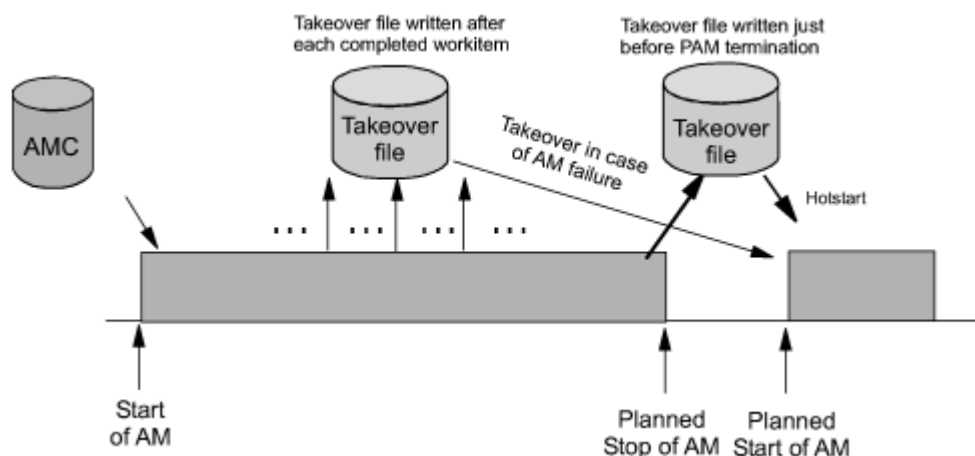 Takeover file written after
each completed workitem
Takeover file written just
before PAM termination
AMC
Takeover
file
Takeover in case
of AM failure
Takeover
file
Hotstart
Start
of AM
Planned
Stop of AM
Planned
Start of AM